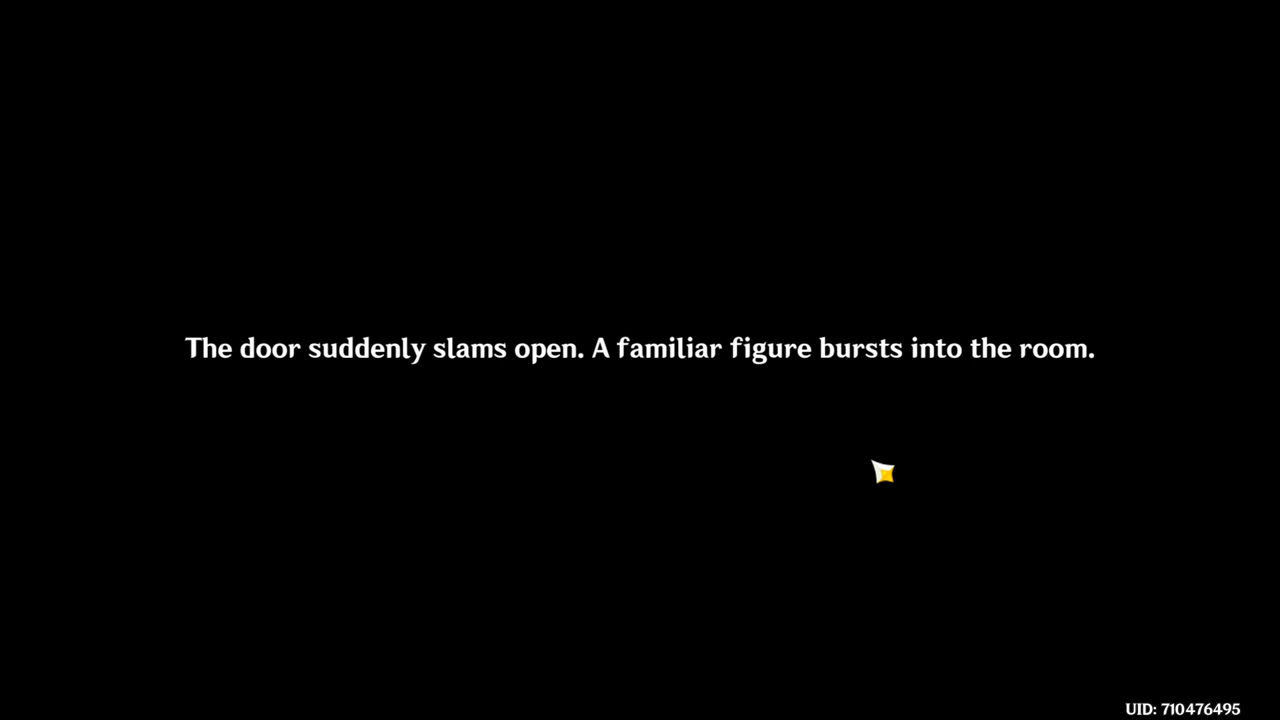 The door suddenly slams open. A familiar figure bursts into the room.
UID: 710476495